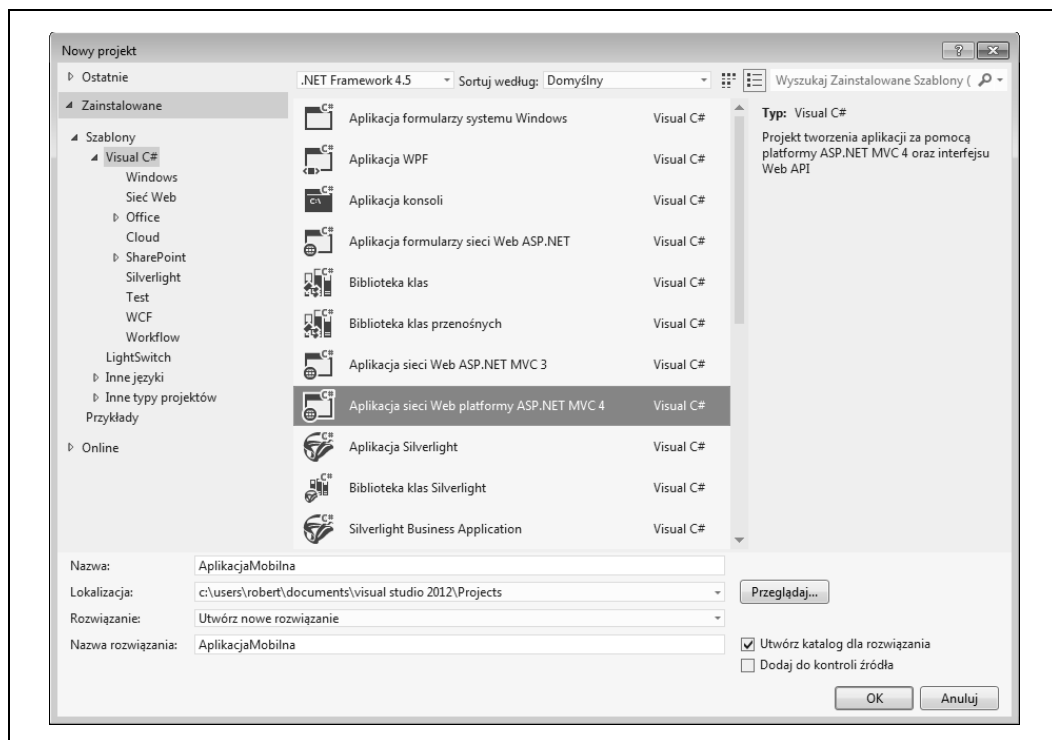 Nowy projekt
Ostatnie
.NET Framework 4.5
Sortuj według: Domyślny
Wyszukaj Zainstalowane Szablony (
Zainstalowane
Szablony
Visual C#
Windows
Sieć Web
Office
Cloud
SharePoint
Silverlight
Test
WCF
Workflow
LightSwitch
Inne języki
Inne typy projektów
Przykłady
Online
Aplikacja formularzy systemu Windows Visual C#
Aplikacja WPF Visual C#
Aplikacja konsoli Visual C#
Aplikacja formularzy sieci Web ASP.NET Visual C#
Biblioteka klas Visual C#
Biblioteka klas przenośnych Visual C#
Aplikacja sieci Web ASP.NET MVC 3 Visual C#
Aplikacja sieci Web platformy ASP.NET MVC 4 Visual C#
Aplikacja Silverlight Visual C#
Biblioteka klas Silverlight Visual C#
Silverlight Business Application Visual C#
Typ: Visual C#
Projekt tworzenia aplikacji za pomocą
platformy ASP.NET MVC 4 oraz interfejsu
Web API
Nazwa: AplikacjaMobilna
Lokalizacja: c:\users\robert\documents\visual studio 2012\Projects
Przeglądaj...
Rozwiązanie: Utwórz nowe rozwiązanie
Nazwa rozwiązania: AplikacjaMobilna
Utwórz katalog dla rozwiązania
Dodaj do kontroli źródła
OK
Anuluj